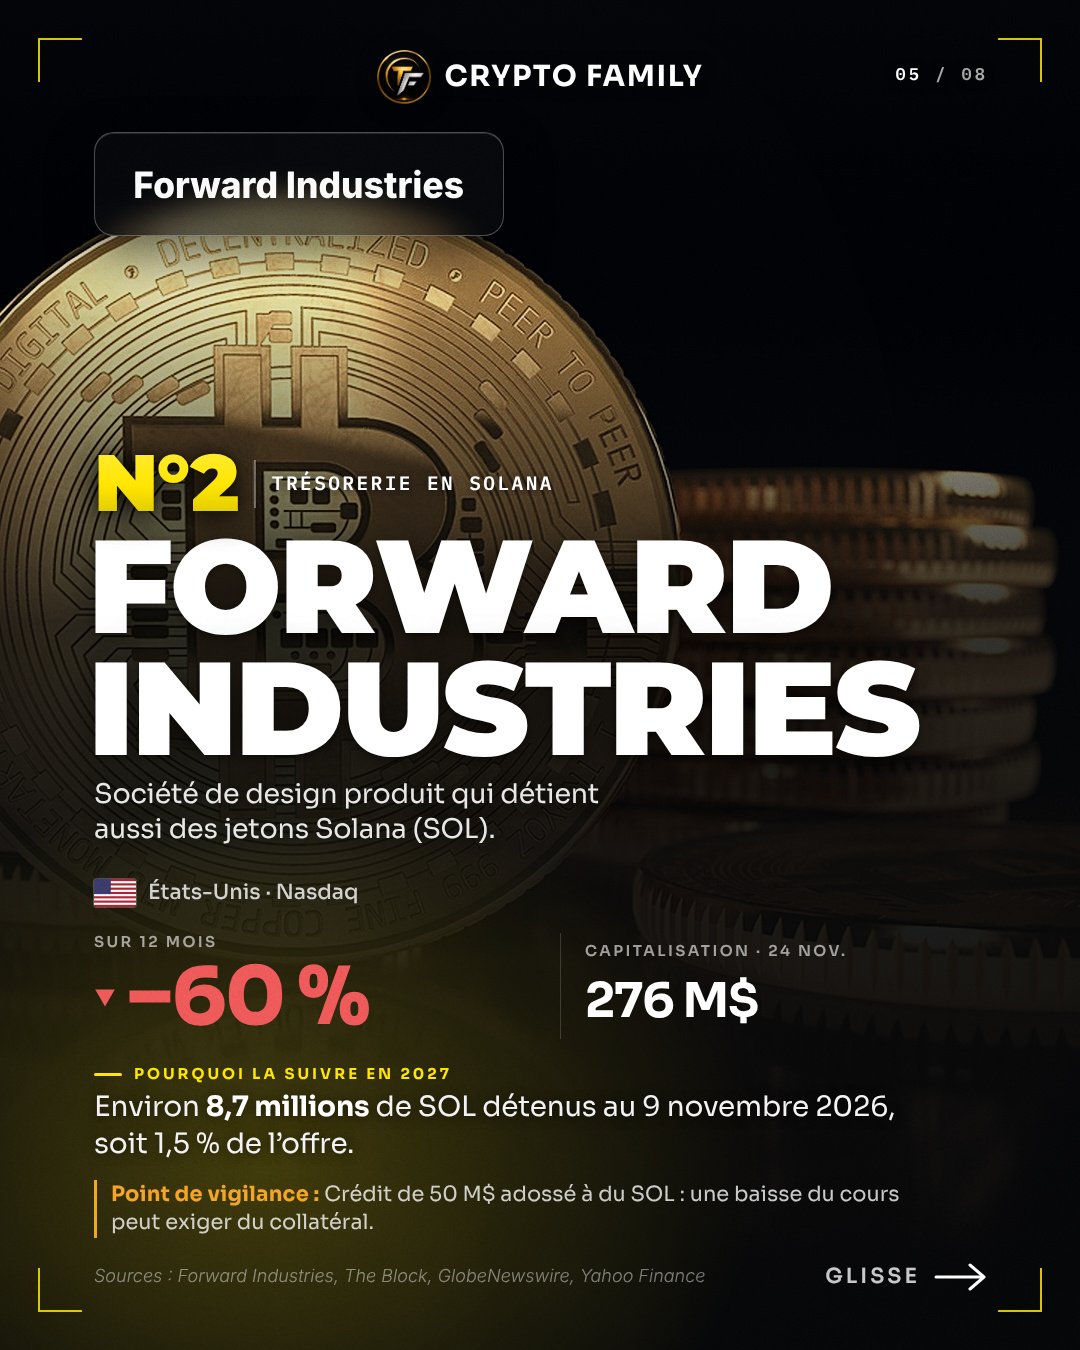 CRYPTO FAMILY
05 / 08
Forward Industries
DIGITAL
DECENTRALIZED
PEER TO PEER
N°2
TRÉSORERIE EN SOLANA
FORWARD
INDUSTRIES
Société de design produit qui détient
aussi des jetons Solana (SOL).
États-Unis · Nasdaq
SUR 12 MOIS
▼ –60 %
CAPITALISATION · 24 NOV.
276 M$
POURQUOI LA SUIVRE EN 2027
Environ 8,7 millions de SOL détenus au 9 novembre 2026,
soit 1,5 % de l’offre.
Point de vigilance : Crédit de 50 M$ adossé à du SOL : une baisse du cours
peut exiger du collatéral.
Sources : Forward Industries, The Block, GlobeNewswire, Yahoo Finance
GLISSE